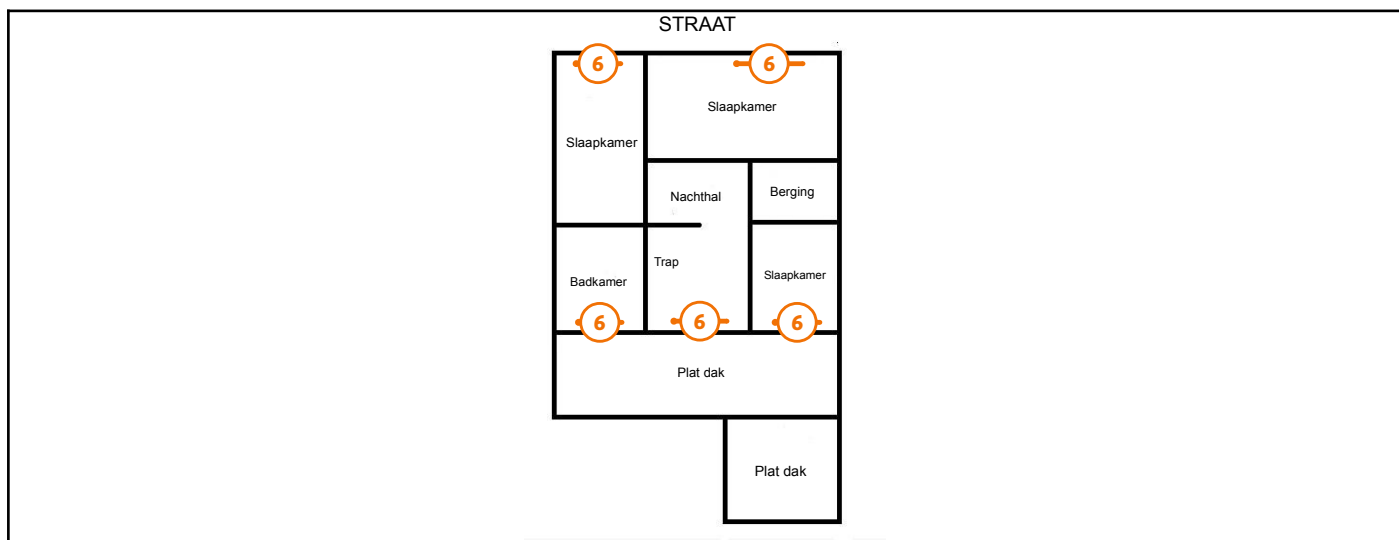 STRAAT
6
6
Slaapkamer
Slaapkamer
Nachthal
Berging
Trap
Slaapkamer
Badkamer
6
6
6
Plat dak
Plat dak